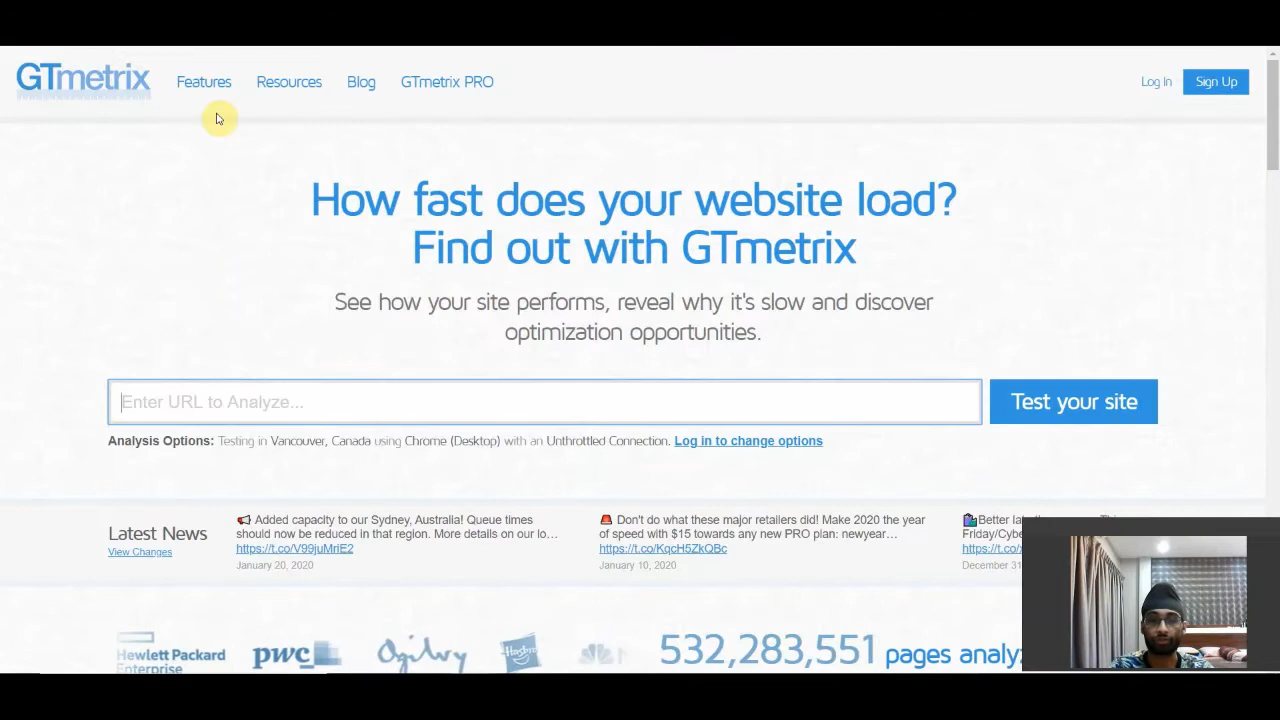 GTmetrix
Features
Resources
Blog
GTmetrix PRO
Log In
Sign Up
How fast does your website load?
Find out with GTmetrix
See how your site performs, reveal why it's slow and discover
optimization opportunities.
Enter URL to Analyze...
Test your site
Analysis Options: Testing in Vancouver, Canada using Chrome (Desktop) with an Unthrottled Connection. Log in to change options
Latest News
View Changes
Added capacity to our Sydney, Australia! Queue times
should now be reduced in that region. More details on our lo…
https://t.co/V99juMrlE2
January 20, 2020
Don't do what these major retailers did! Make 2020 the year
of speed with $15 towards any new PRO plan: newyear…
https://t.co/KqcH5ZkQBc
January 10, 2020
Better
Friday/Cybe
https://t.co/
December 31
Hewlett Packard
Enterprise
pwc
Ogilvy
Hasbro
532,283,551 pages analyz